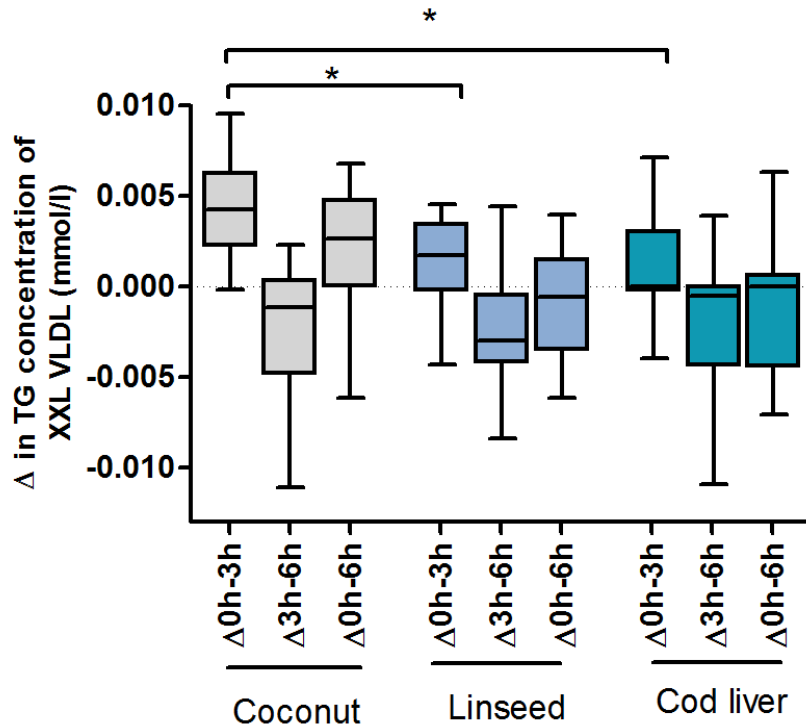 *
*
Δ in TG concentration of
XXL VLDL (mmol/l)
0.010
0.005
0.000
-0.005
-0.010
Δ0h-3h
Δ3h-6h
Δ0h-6h
Δ0h-3h
Δ3h-6h
Δ0h-6h
Δ0h-3h
Δ3h-6h
Δ0h-6h
Coconut
Linseed
Cod liver